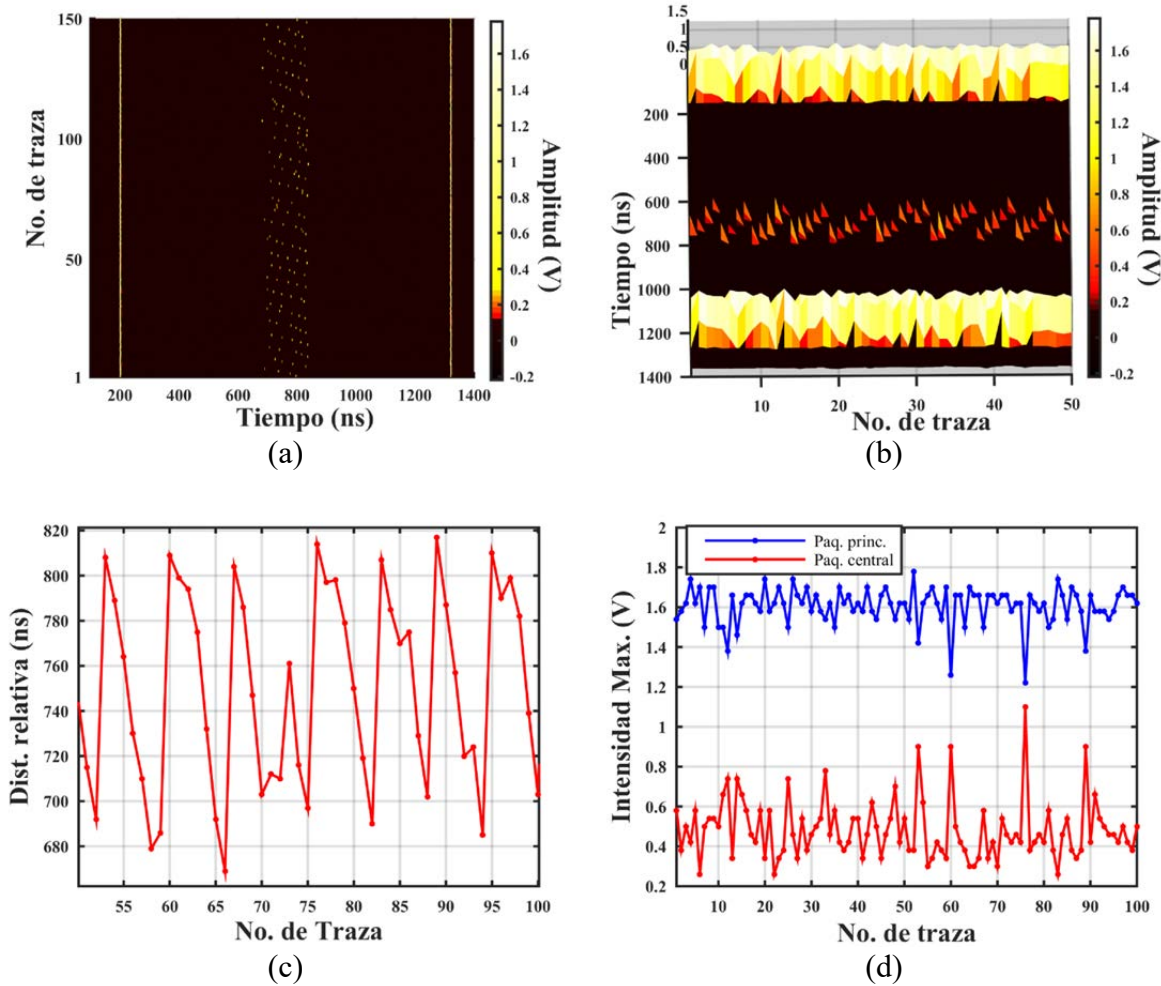 150
100
50
1
No. de traza
200 400 600 800 1000 1200 1400
Tiempo (ns)
1.6
1.4
1.2
1
0.8
0.6
0.4
0.2
0
-0.2
Amplitud (V)
(a)
1.5
1
0.5
0
200
400
600
800
1000
1200
1400
Tiempo (ns)
10 20 30 40 50
No. de traza
1.6
1.4
1.2
1
0.8
0.6
0.4
0.2
0
-0.2
Amplitud (V)
(b)
820
800
780
760
740
720
700
680
Dist. relativa (ns)
55 60 65 70 75 80 85 90 95 100
No. de Traza
(c)
Paq. princ.
Paq. central
2
1.8
1.6
1.4
1.2
1
0.8
0.6
0.4
0.2
Intensidad Max. (V)
10 20 30 40 50 60 70 80 90 100
No. de traza
(d)